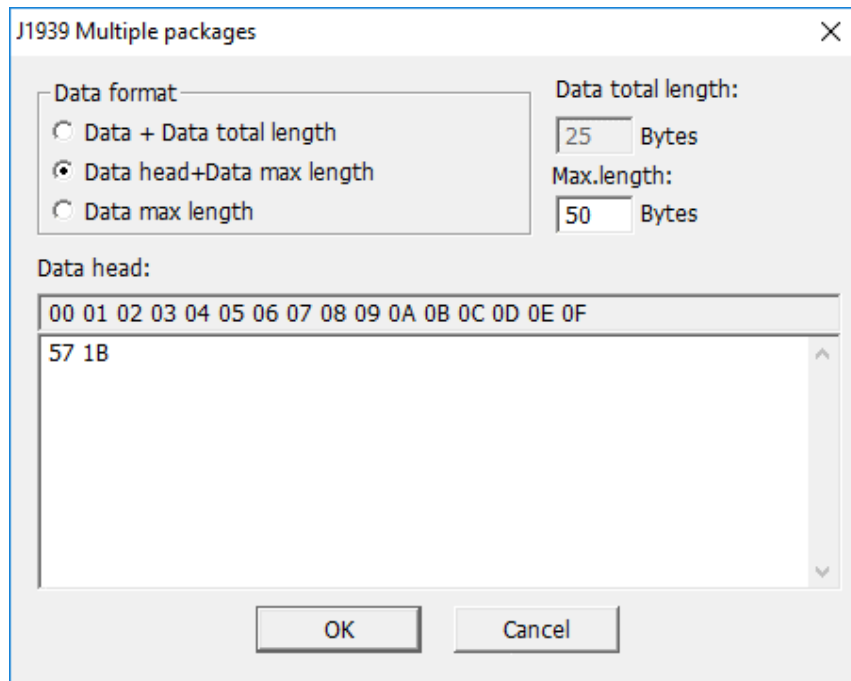 J1939 Multiple packages
Data format
Data + Data total length
Data head+Data max length
Data max length
Data total length:
25 Bytes
Max.length:
50 Bytes
Data head:
00 01 02 03 04 05 06 07 08 09 0A 0B 0C 0D 0E 0F
57 1B
OK Cancel